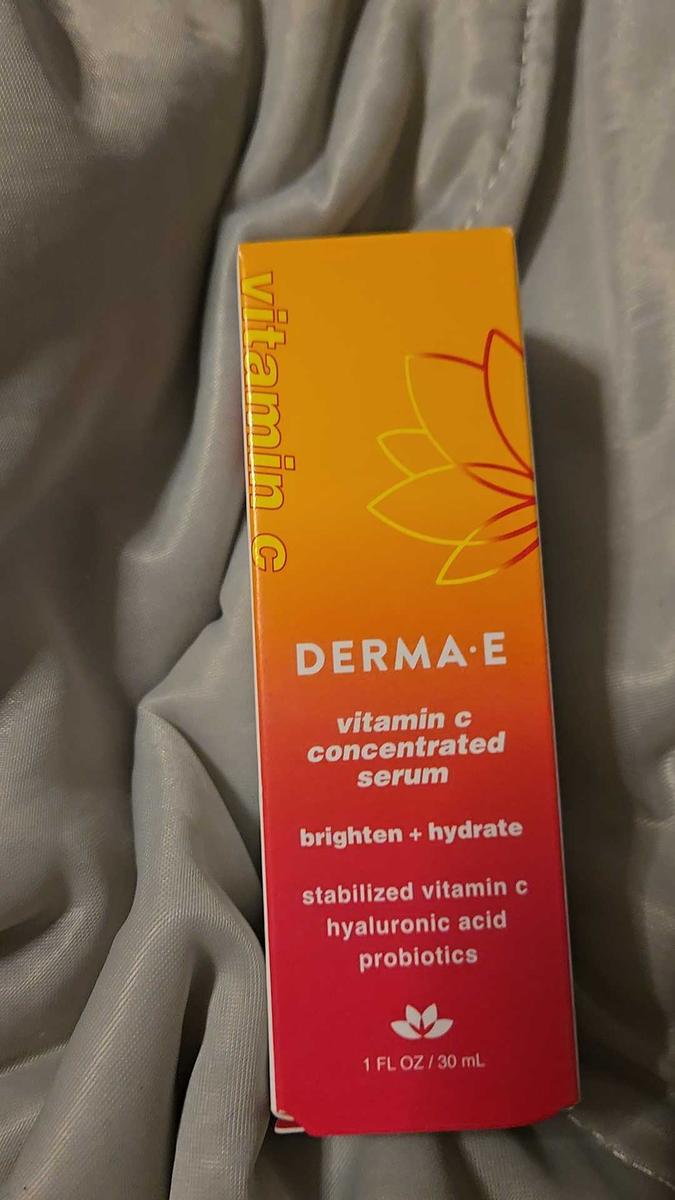 vitamin c
DERMA·E
vitamin c
concentrated
serum
brighten + hydrate
stabilized vitamin c
hyaluronic acid
probiotics
1 FL OZ / 30 mL